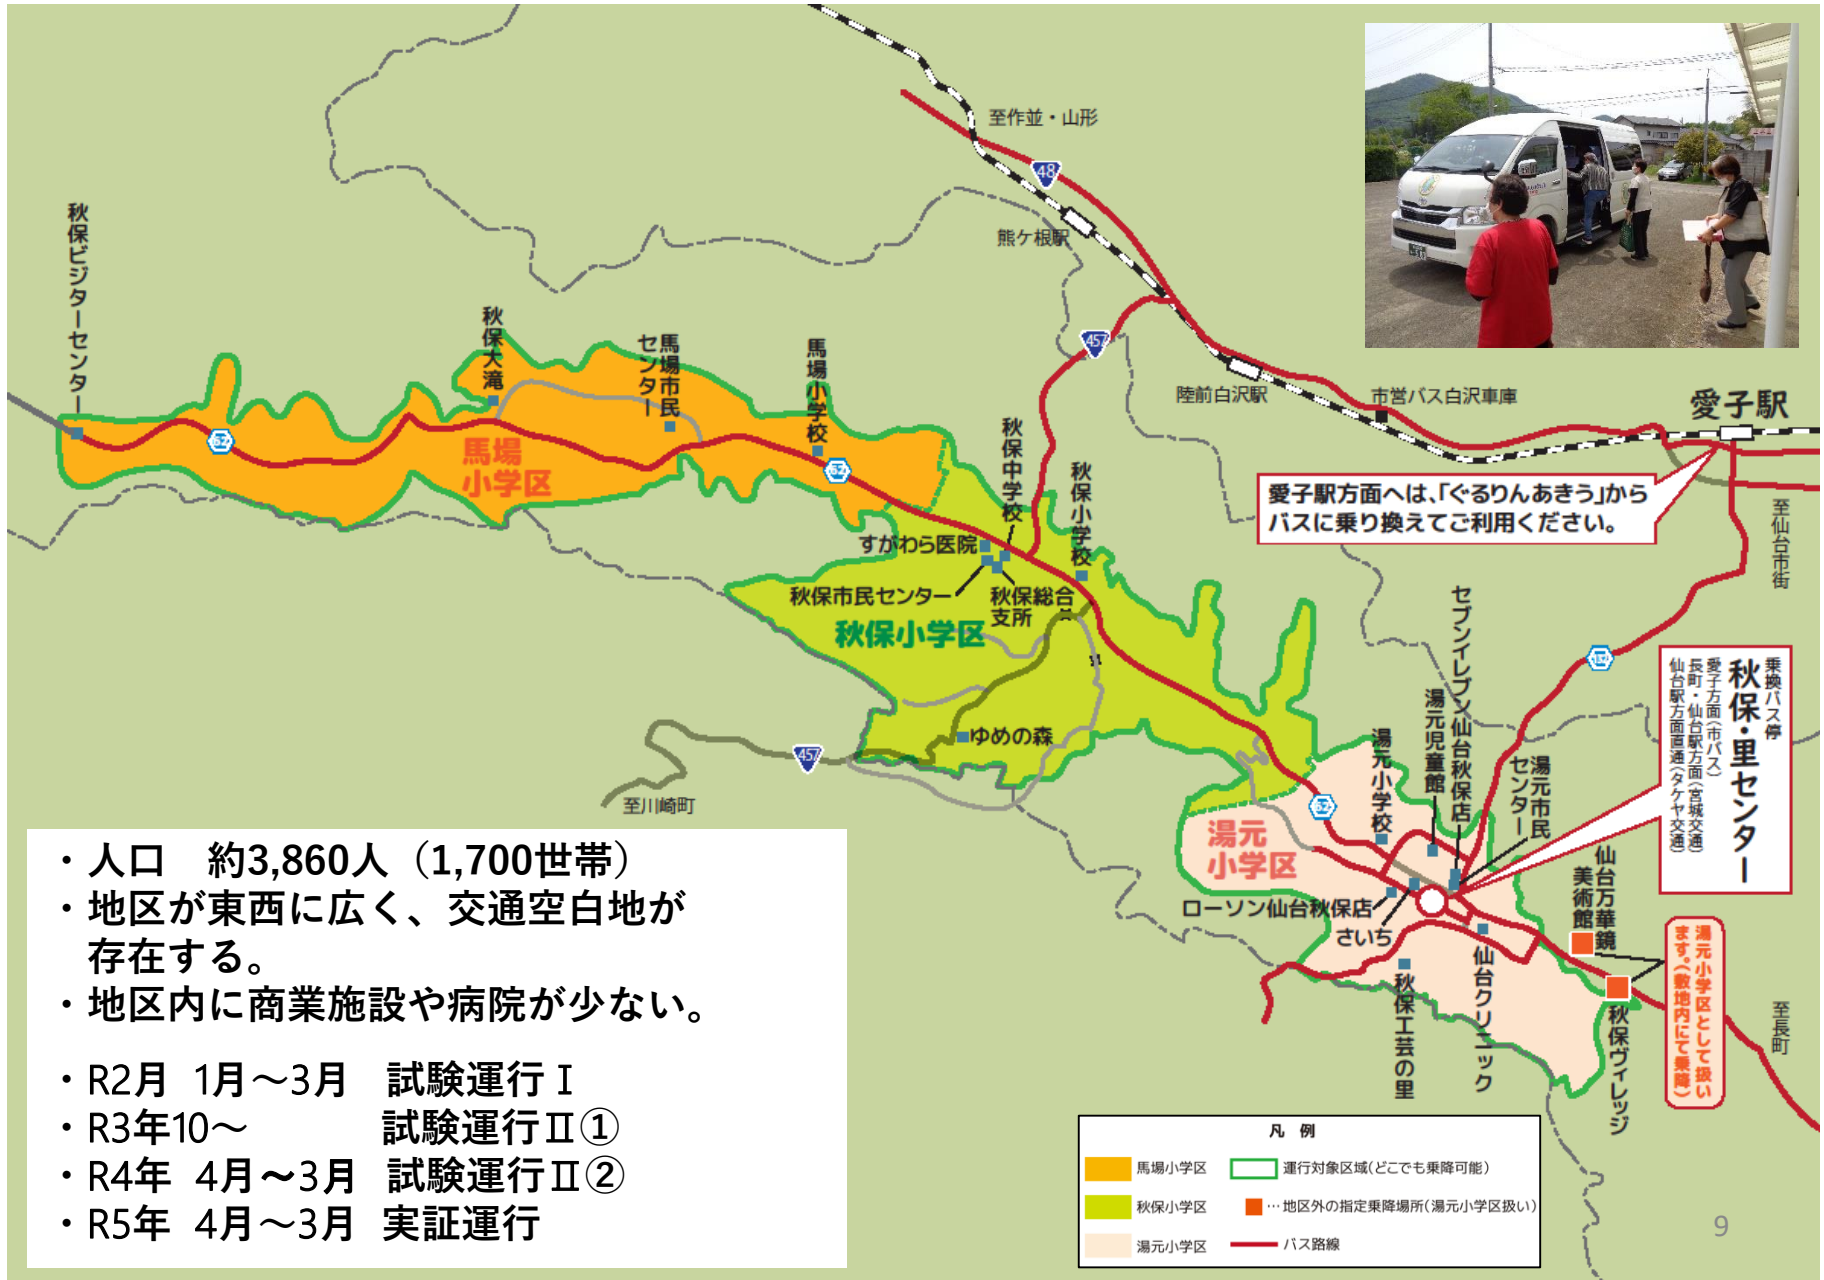 至作並・山形
48
熊ケ根駅
457
陸前白沢駅
市営バス白沢車庫
愛子駅
愛子駅方面へは、「ぐるりんあきう」から
バスに乗り換えてご利用ください。
至仙台市街
秋保ビジターセンター
62
秋保大滝
馬場市民
センター
馬場小学校
62
馬場
小学区
秋保中学校
秋保小学校
すがわら医院
秋保市民センター
秋保総合
支所
秋保小学区
ゆめの森
457
至川崎町
セブンイレブン仙台秋保店
湯元児童館
湯元小学校
湯元市民
センター
62
132
乗換バス停
秋保・里センター
愛子方面(市バス)
長町・仙台駅方面(宮城交通)
仙台駅方面直通(タケヤ交通)
湯元
小学区
ローソン仙台秋保店
さいち
仙台万華鏡
美術館
仙台クリニック
秋保工芸の里
秋保ヴィレッジ
湯元小学区として扱い
ます。(敷地内にて乗降)
至長町
・人口 約3,860人（1,700世帯）
・地区が東西に広く、交通空白地が
存在する。
・地区内に商業施設や病院が少ない。
・R2月 1月～3月 試験運行Ⅰ
・R3年10～ 試験運行Ⅱ①
・R4年 4月～3月 試験運行Ⅱ②
・R5年 4月～3月 実証運行
凡 例
馬場小学区
運行対象区域(どこでも乗降可能)
秋保小学区
…地区外の指定乗降場所(湯元小学区扱い)
湯元小学区
バス路線
9